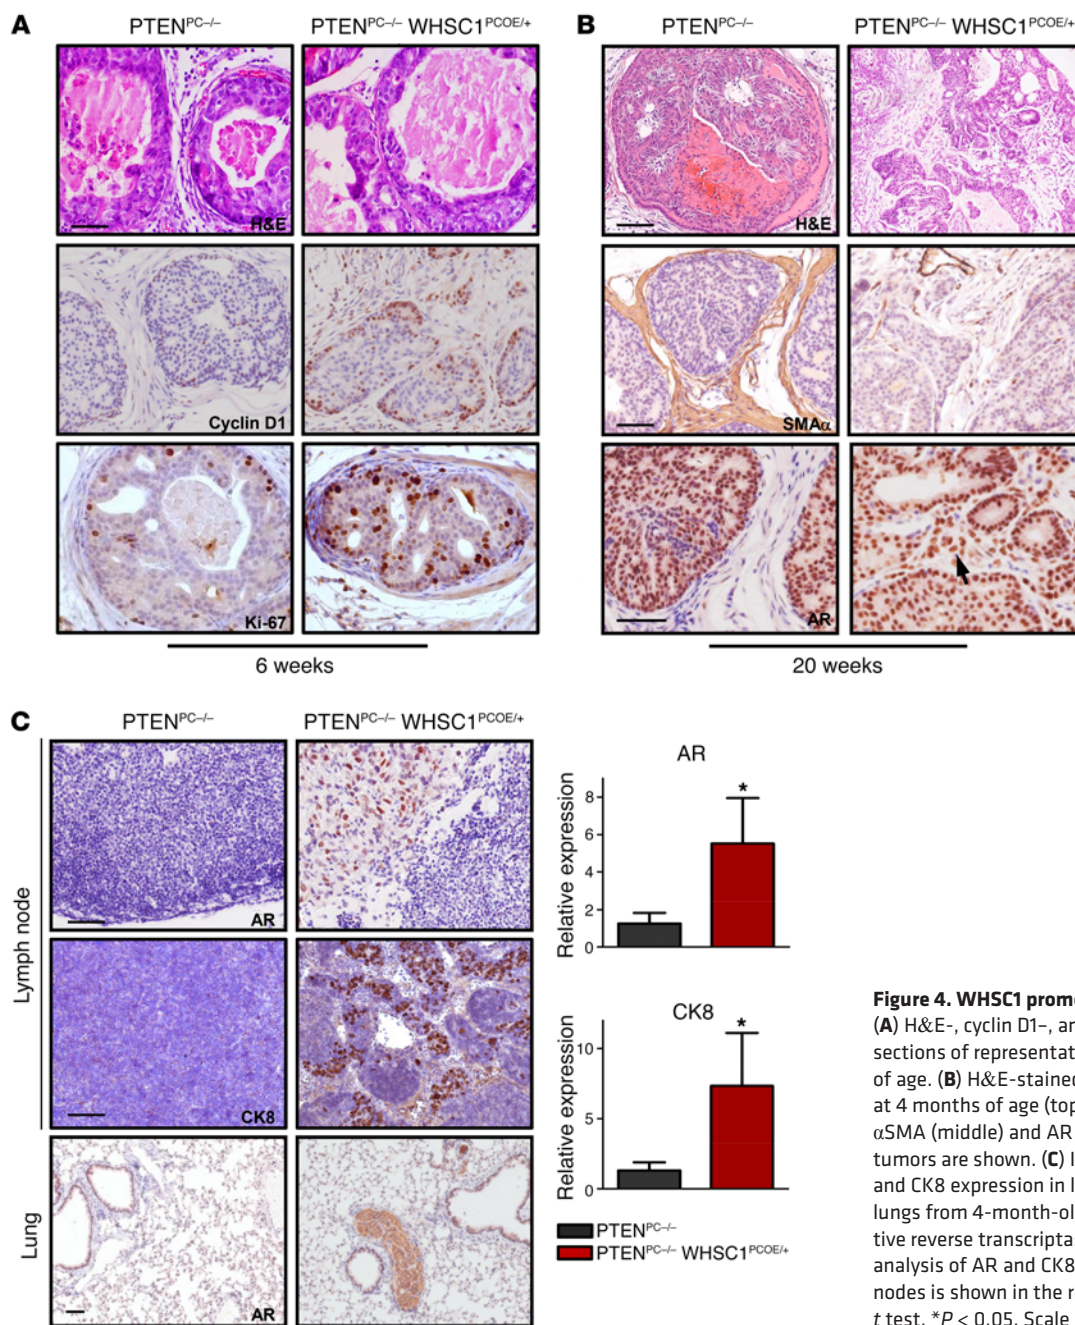 A
PTEN^PC–/–
PTEN^PC–/– WHSC1^PCOE/+
H&E
Cyclin D1
Ki-67
6 weeks
B
PTEN^PC–/–
PTEN^PC–/– WHSC1^PCOE/+
H&E
SMAα
AR
20 weeks
C
PTEN^PC–/–
PTEN^PC–/– WHSC1^PCOE/+
Lymph node
AR
CK8
Lung
AR
AR
Relative expression
8
6
4
2
0
*
CK8
Relative expression
10
5
0
*
PTEN^PC–/–
PTEN^PC–/– WHSC1^PCOE/+
Figure 4. WHSC1 promo
(A) H&E-, cyclin D1–, an
sections of representat
of age. (B) H&E-stained
at 4 months of age (top
αSMA (middle) and AR
tumors are shown. (C) I
and CK8 expression in l
lungs from 4-month-ol
tive reverse transcriptas
analysis of AR and CK8
nodes is shown in the r
t test. *P < 0.05. Scale